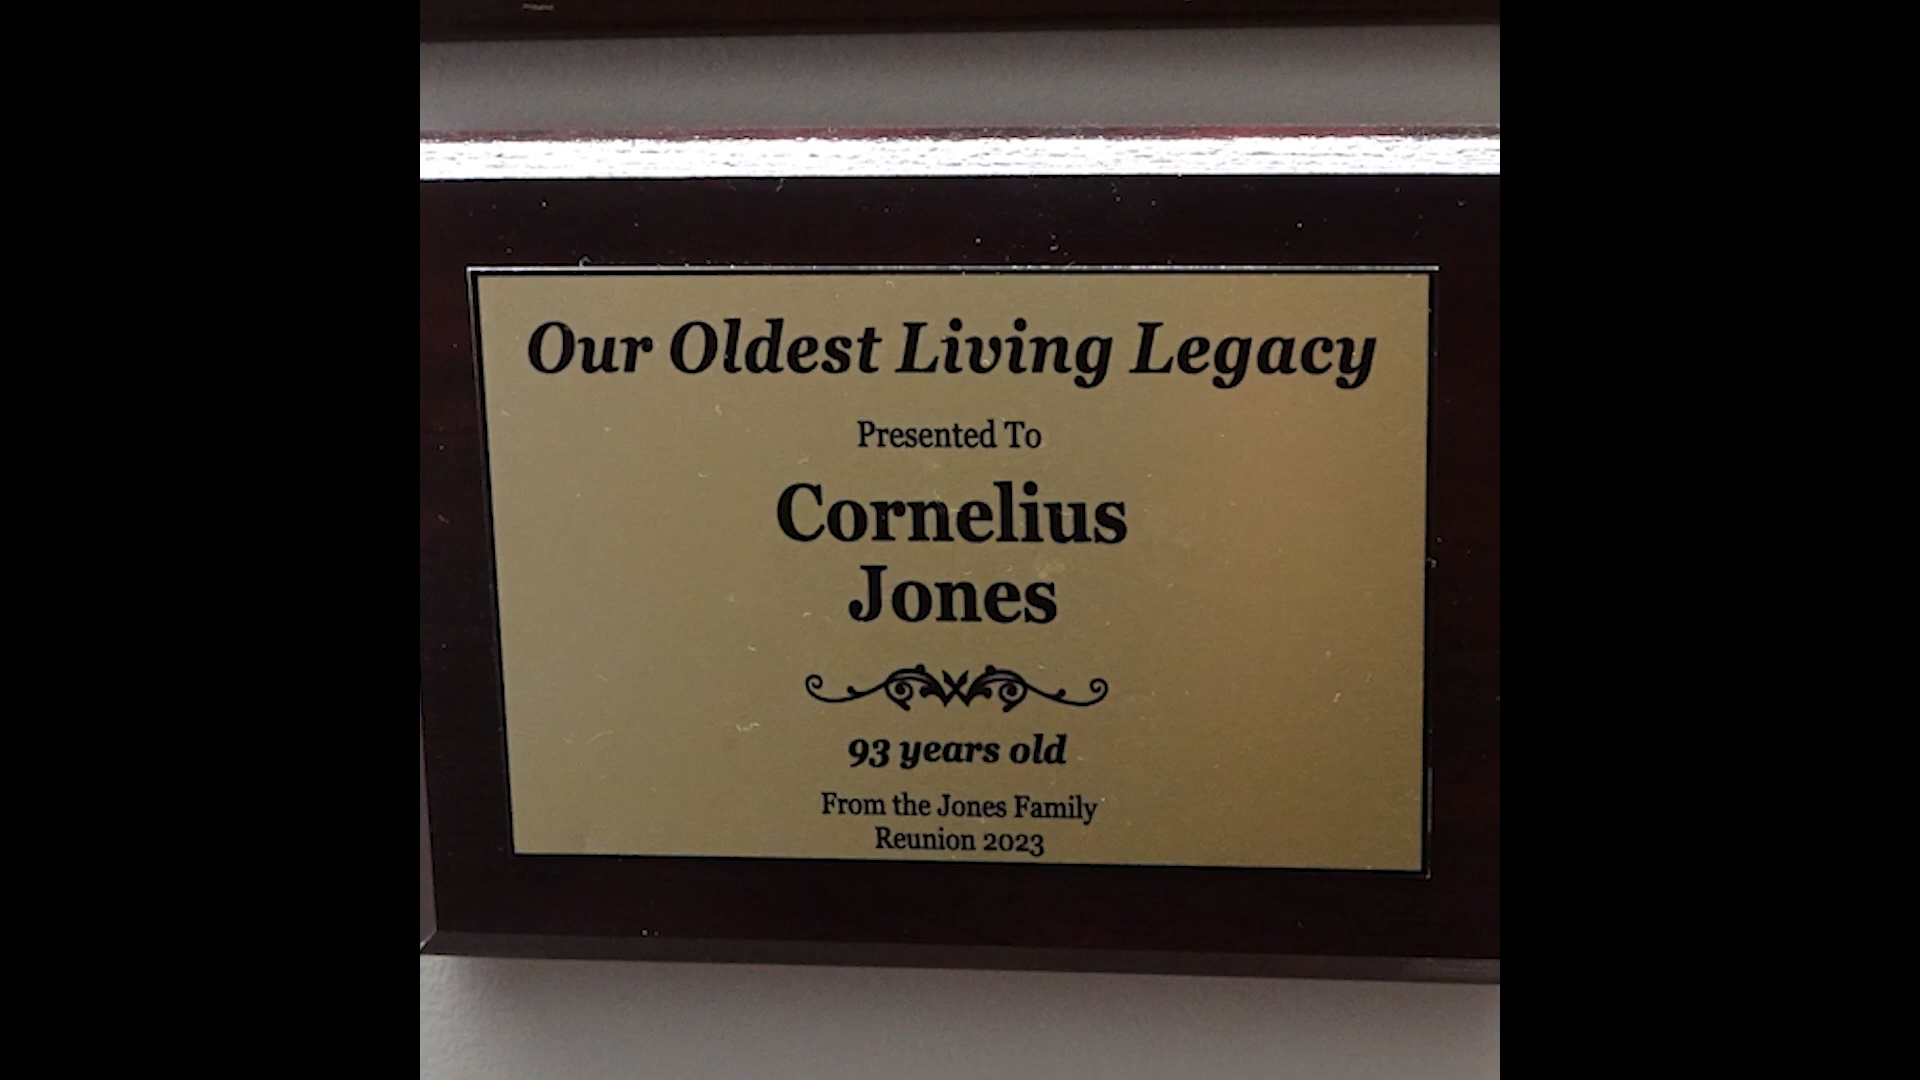 Our Oldest Living Legacy
Presented To
Cornelius
Jones
93 years old
From the Jones Family
Reunion 2023